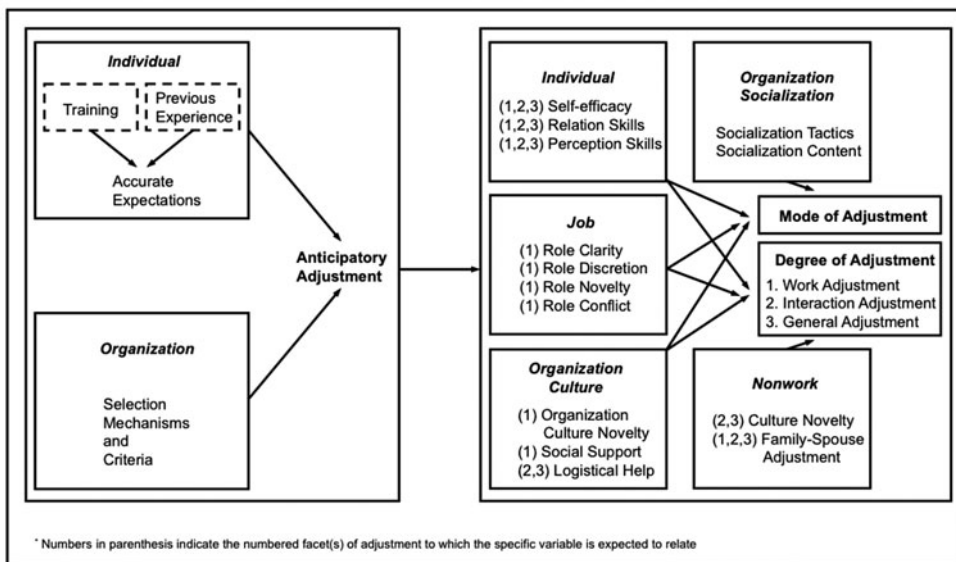 Individual
Training
Previous
Experience
Accurate
Expectations
Organization
Selection
Mechanisms
and
Criteria
Anticipatory
Adjustment
Individual
(1,2,3) Self-efficacy
(1,2,3) Relation Skills
(1,2,3) Perception Skills
Job
(1) Role Clarity
(1) Role Discretion
(1) Role Novelty
(1) Role Conflict
Organization
Culture
(1) Organization
Culture Novelty
(1) Social Support
(2,3) Logistical Help
Organization
Socialization
Socialization Tactics
Socialization Content
Mode of Adjustment
Degree of Adjustment
1. Work Adjustment
2. Interaction Adjustment
3. General Adjustment
Nonwork
(2,3) Culture Novelty
(1,2,3) Family-Spouse
Adjustment
* Numbers in parenthesis indicate the numbered facet(s) of adjustment to which the specific variable is expected to relate